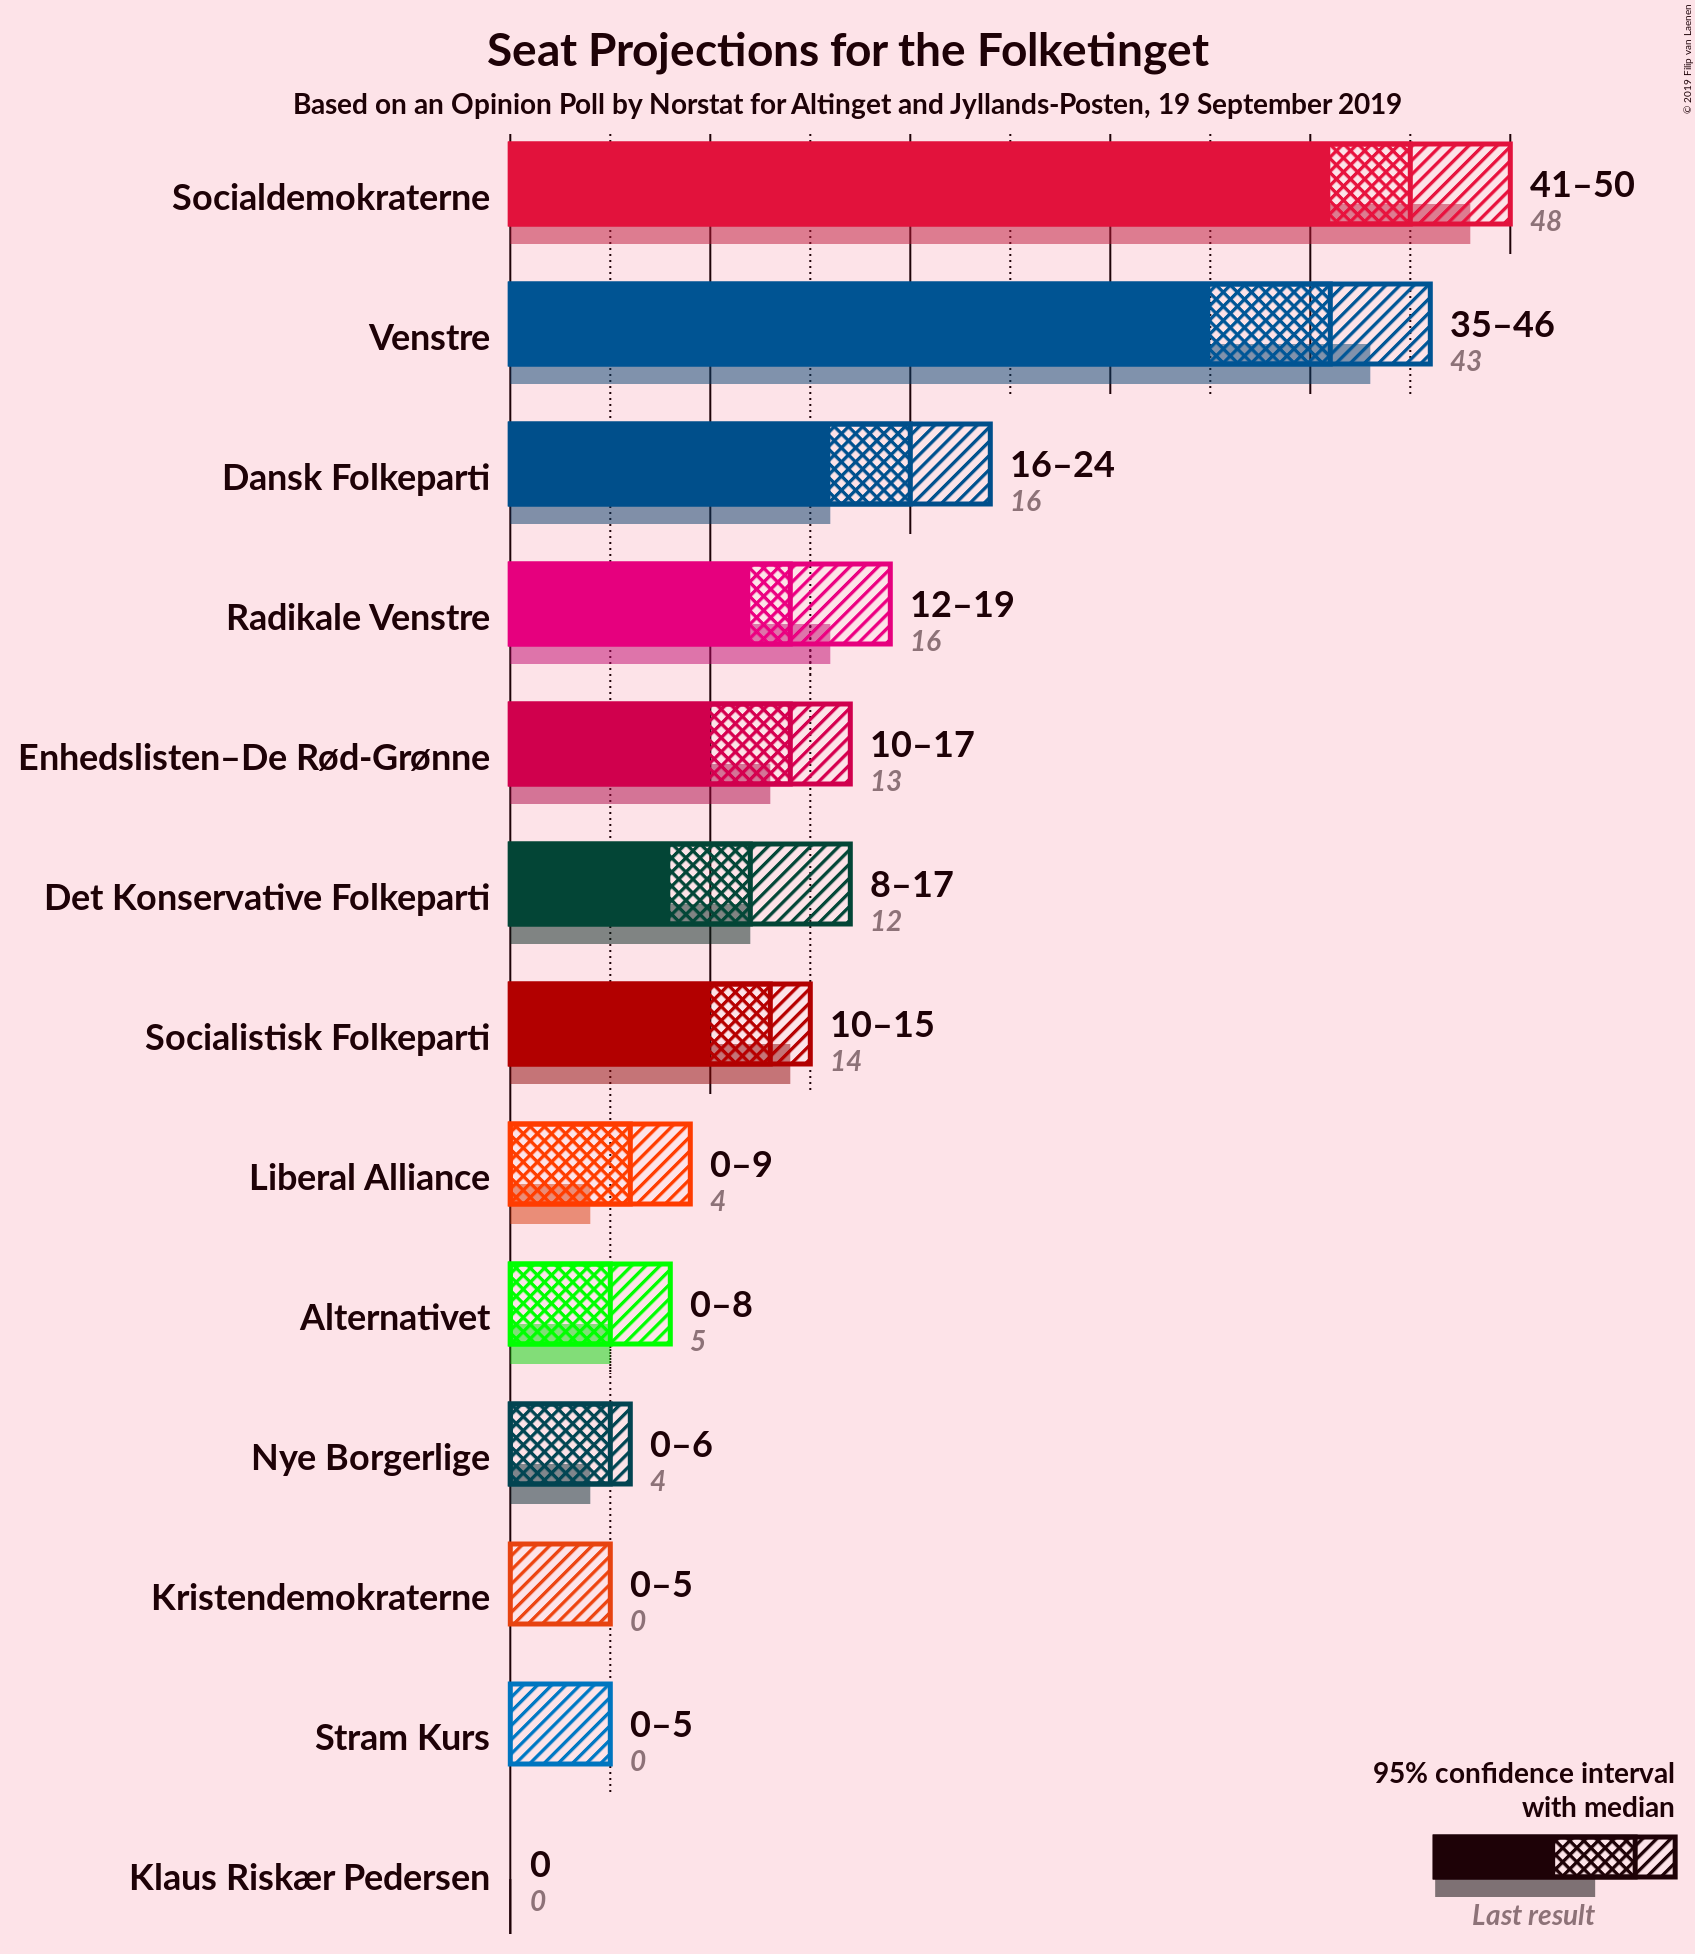 Seat Projections for the Folketinget
Based on an Opinion Poll by Norstat for Altinget and Jyllands-Posten, 19 September 2019
© 2019 Filip van Laenen
Socialdemokraterne
41–50
48
Venstre
35–46
43
Dansk Folkeparti
16–24
16
Radikale Venstre
12–19
16
Enhedslisten–De Rød-Grønne
10–17
13
Det Konservative Folkeparti
8–17
12
Socialistisk Folkeparti
10–15
14
Liberal Alliance
0–9
4
Alternativet
0–8
5
Nye Borgerlige
0–6
4
Kristendemokraterne
0–5
0
Stram Kurs
0–5
0
Klaus Riskær Pedersen
0
0
95% confidence interval
with median
Last result